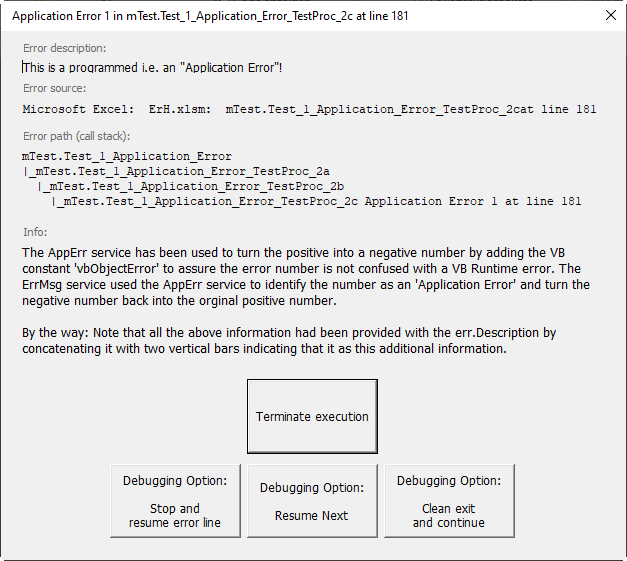 Application Error 1 in mTest.Test_1_Application_Error_TestProc_2c at line 181
Error description:
This is a programmed i.e. an "Application Error"!
Error source:
Microsoft Excel:  ErH.xlsm:  mTest.Test_1_Application_Error_TestProc_2cat line 181
Error path (call stack):
mTest.Test_1_Application_Error
|_mTest.Test_1_Application_Error_TestProc_2a
|_mTest.Test_1_Application_Error_TestProc_2b
|_mTest.Test_1_Application_Error_TestProc_2c Application Error 1 at line 181
Info:
The AppErr service has been used to turn the positive into a negative number by adding the VB
constant 'vbObjectError' to assure the error number is not confused with a VB Runtime error. The
ErrMsg service used the AppErr service to identify the number as an 'Application Error' and turn the
negative number back into the orginal positive number.
By the way: Note that all the above information had been provided with the err.Description by
concatenating it with two vertical bars indicating that it as this additional information.
Terminate execution
Debugging Option:
Stop and
resume error line
Debugging Option:
Resume Next
Debugging Option:
Clean exit
and continue